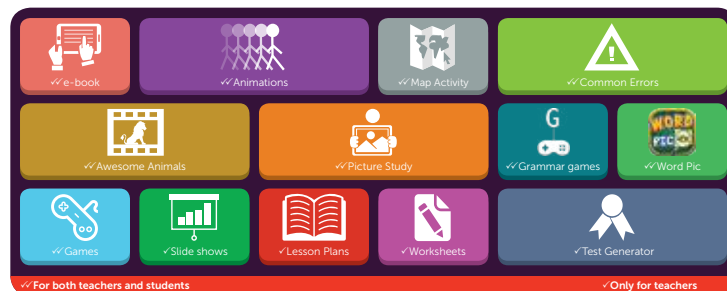 ✓✓e-book
✓✓Animations
✓✓Map Activity
✓✓Common Errors
✓✓Awesome Animals
✓✓Picture Study
G
✓✓Grammar games
WORD
PIC
✓✓Word Pic
✓✓Games
✓Slide shows
✓Lesson Plans
✓Worksheets
✓Test Generator
✓✓For both teachers and students
✓Only for teachers